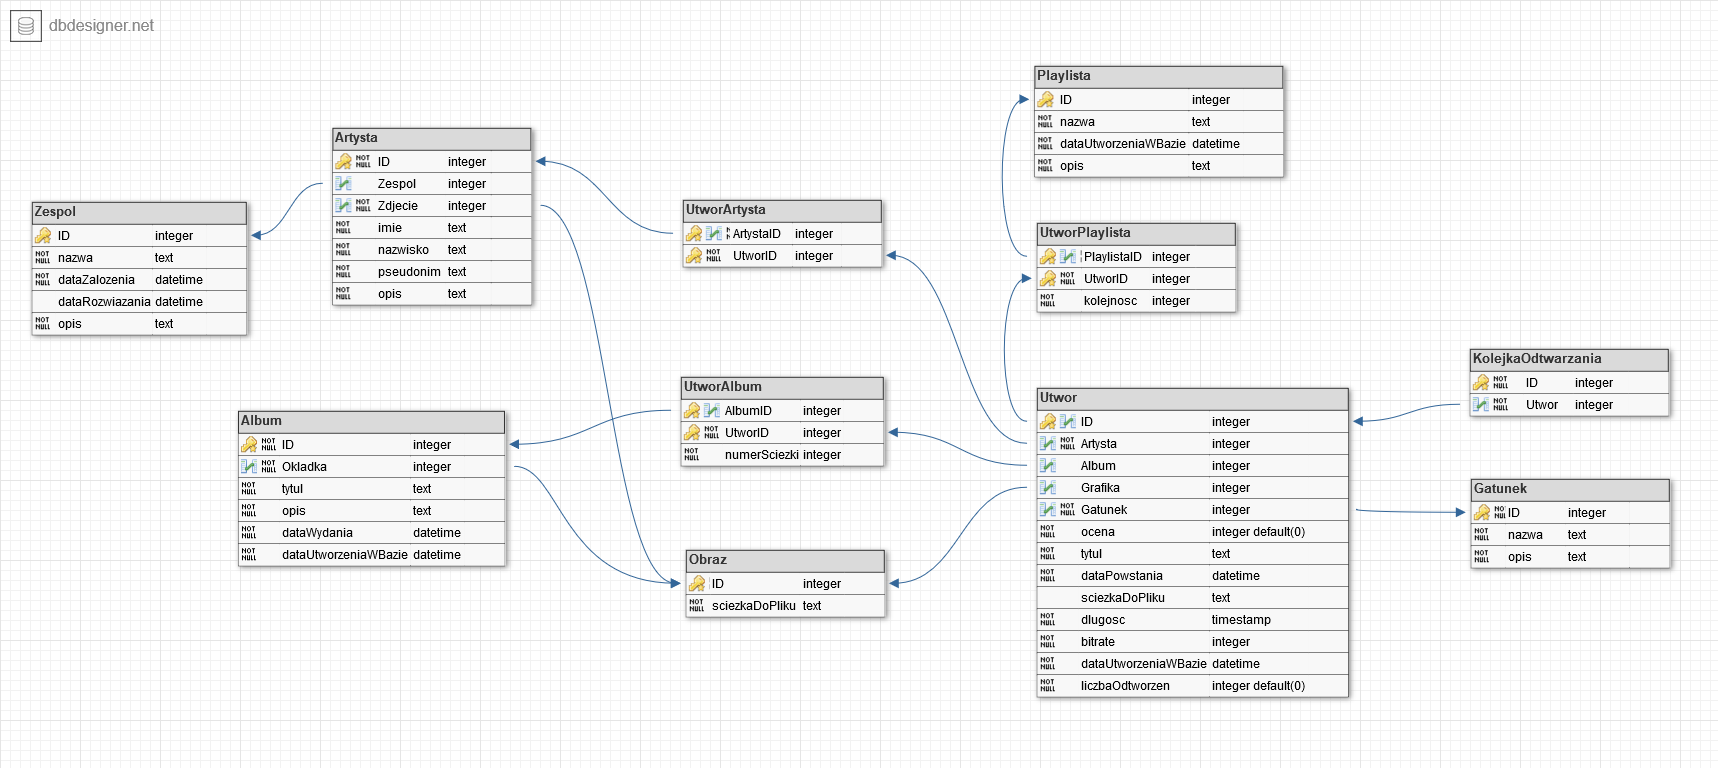 dbdesigner.net
Zespol
ID integer
NOT NULL nazwa text
NOT NULL dataZalozenia datetime
dataRozwiazania datetime
NOT NULL opis text
Artysta
NOT NULL ID integer
Zespol integer
NOT NULL Zdjecie integer
NOT NULL imie text
NOT NULL nazwisko text
NOT NULL pseudonim text
NOT NULL opis text
Album
NOT NULL ID integer
NOT NULL Okladka integer
NOT NULL tytul text
NOT NULL opis text
NOT NULL dataWydania datetime
NOT NULL dataUtworzeniaWBazie datetime
UtworArtysta
ArtystaID integer
NOT NULL UtworID integer
UtworAlbum
AlbumID integer
NOT NULL UtworID integer
NOT NULL numerSciezki integer
Obraz
ID integer
NOT NULL sciezkaDoPliku text
Playlista
ID integer
NOT NULL nazwa text
NOT NULL dataUtworzeniaWBazie datetime
NOT NULL opis text
UtworPlaylista
PlaylistaID integer
NOT NULL UtworID integer
NOT NULL kolejnosc integer
Utwor
ID integer
NOT NULL Artysta integer
Album integer
Grafika integer
NOT NULL Gatunek integer
NOT NULL ocena integer default(0)
NOT NULL tytul text
NOT NULL dataPowstania datetime
sciezkaDoPliku text
NOT NULL dlugosc timestamp
NOT NULL bitrate integer
NOT NULL dataUtworzeniaWBazie datetime
NOT NULL liczbaOdtworzen integer default(0)
KolejkaOdtwarzania
NOT NULL ID integer
NOT NULL Utwor integer
Gatunek
ID integer
NOT NULL nazwa text
NOT NULL opis text